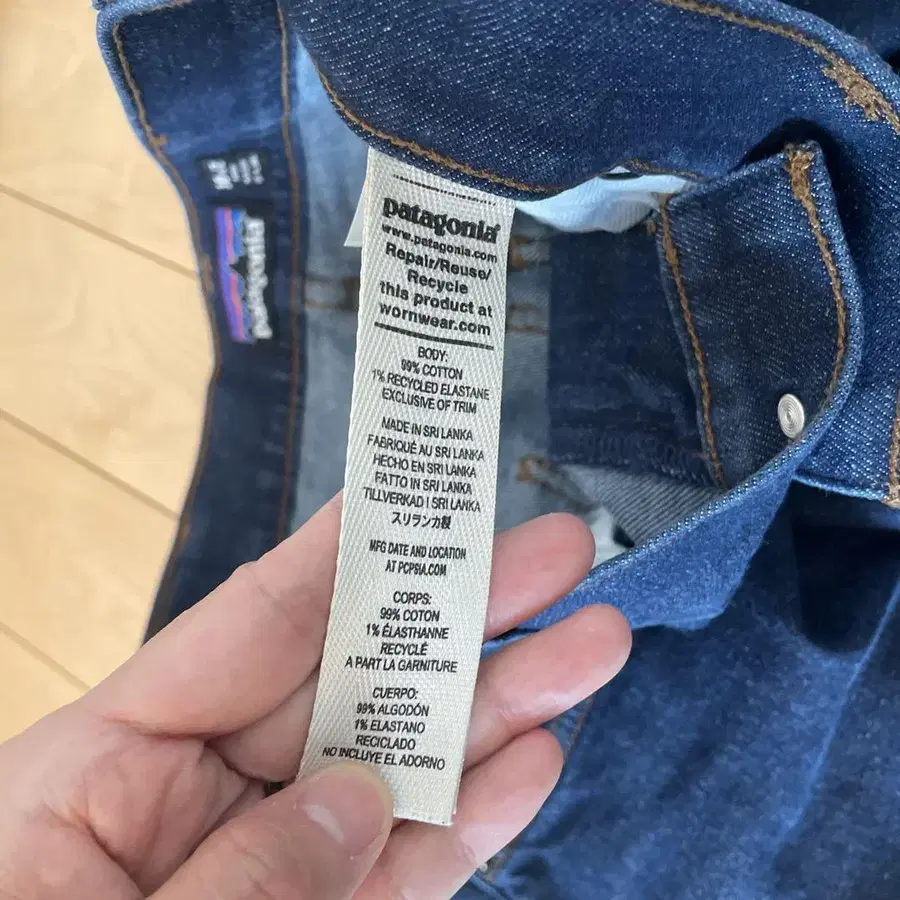 patagonia®
www.patagonia.com
Repair/Reuse/
Recycle
this product at
wornwear.com
BODY:
99% COTTON
1% RECYCLED ELASTANE
EXCLUSIVE OF TRIM
MADE IN SRI LANKA
FABRIQUÉ AU SRI LANKA
HECHO EN SRI LANKA
FATTO IN SRI LANKA
TILLVERKAD I SRI LANKA
スリランカ製
MFG DATE AND LOCATION
AT PCPSIA.COM
CORPS:
99% COTON
1% ÉLASTHANNE
RECYCLÉ
A PART LA GARNITURE
CUERPO:
99% ALGODÓN
1% ELASTANO
RECICLADO
NO INCLUYE EL ADORNO
patagonia